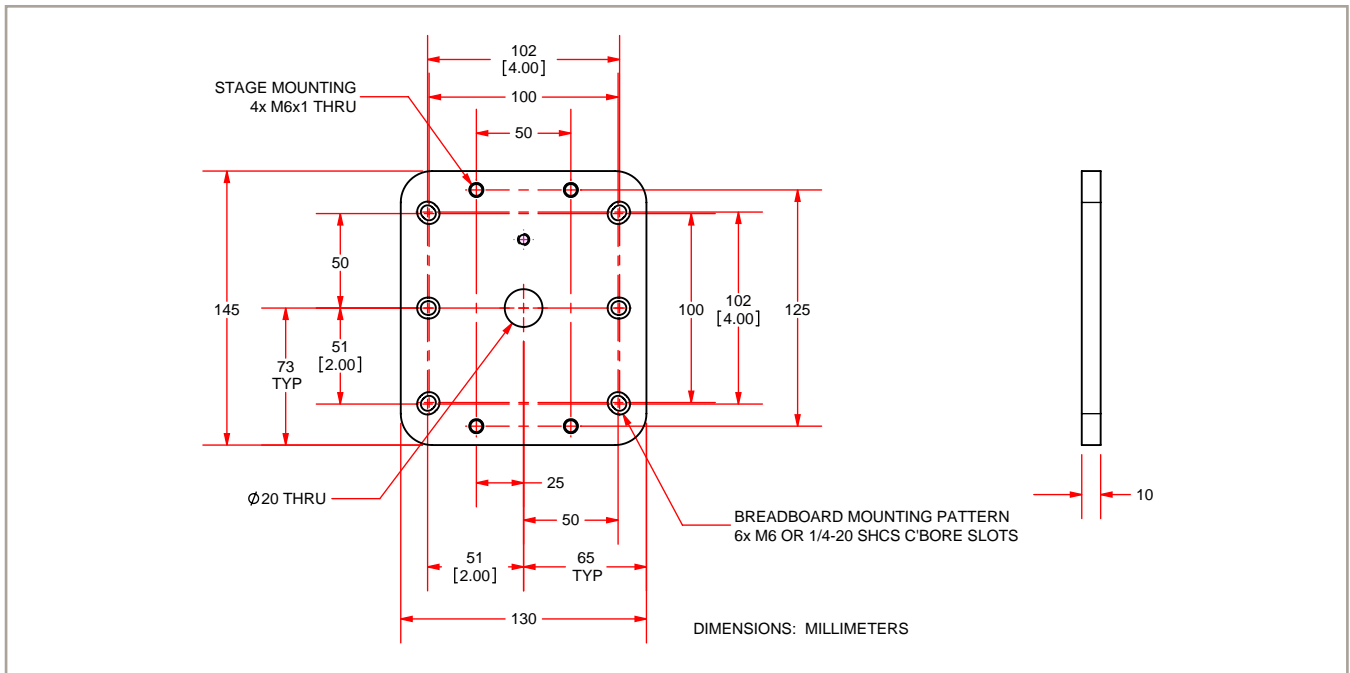 102
[4.00]
STAGE MOUNTING
4x M6x1 THRU
100
50
50
145
100
102
[4.00]
125
51
[2.00]
73
TYP
Ø20 THRU
25
10
50
BREADBOARD MOUNTING PATTERN
6x M6 OR 1/4-20 SHCS C'BORE SLOTS
51
[2.00]
65
TYP
130
DIMENSIONS: MILLIMETERS